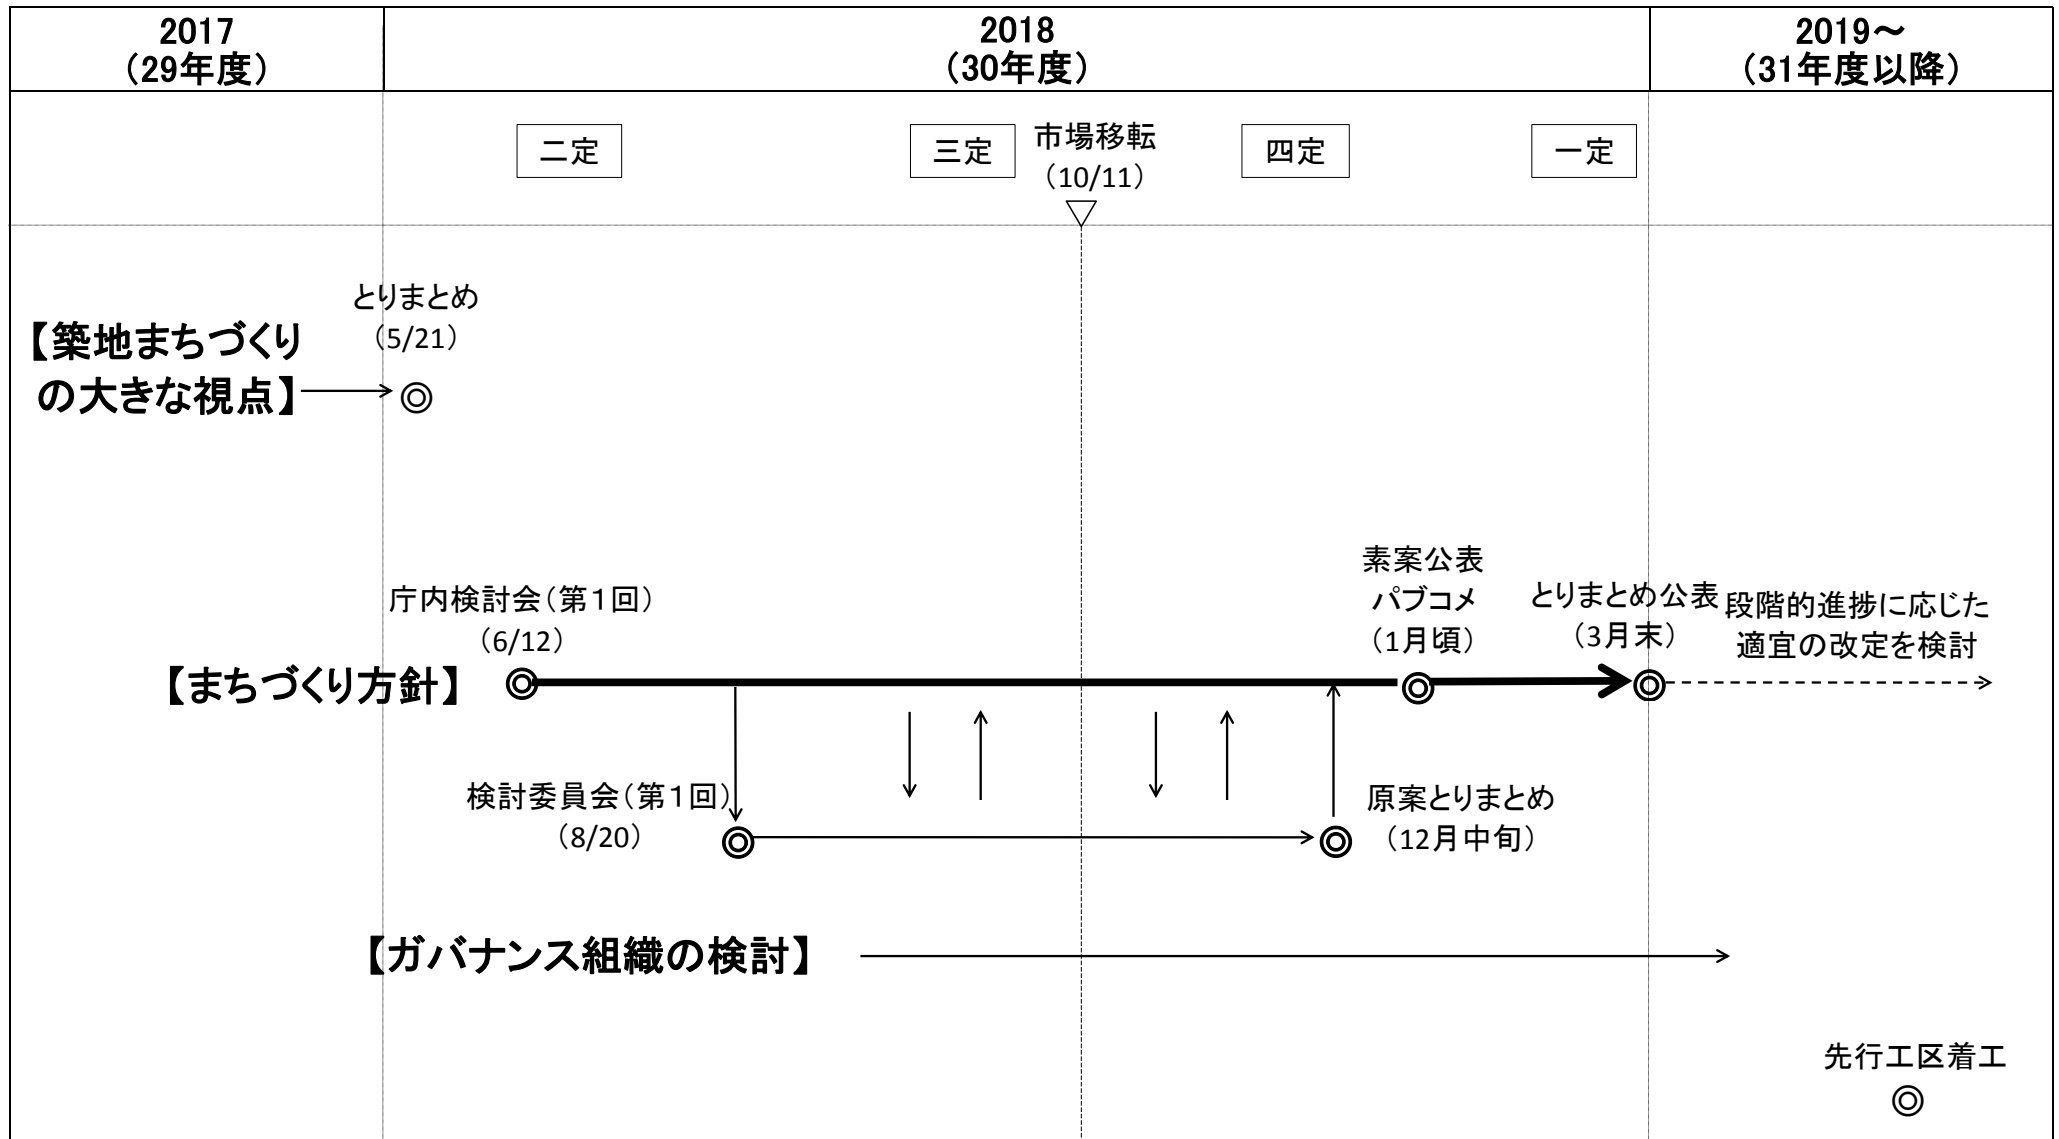 2017
（29年度）
2018
（30年度）
2019～
（31年度以降）
二定
三定
市場移転
（10/11）
四定
一定
とりまとめ
（5/21）
【築地まちづくり
の大きな視点】
庁内検討会（第１回）
（6/12）
素案公表
パブコメ
（1月頃）
とりまとめ公表
（3月末）
段階的進捗に応じた
適宜の改定を検討
【まちづくり方針】
検討委員会（第１回）
（8/20）
原案とりまとめ
（12月中旬）
【ガバナンス組織の検討】
先行工区着工